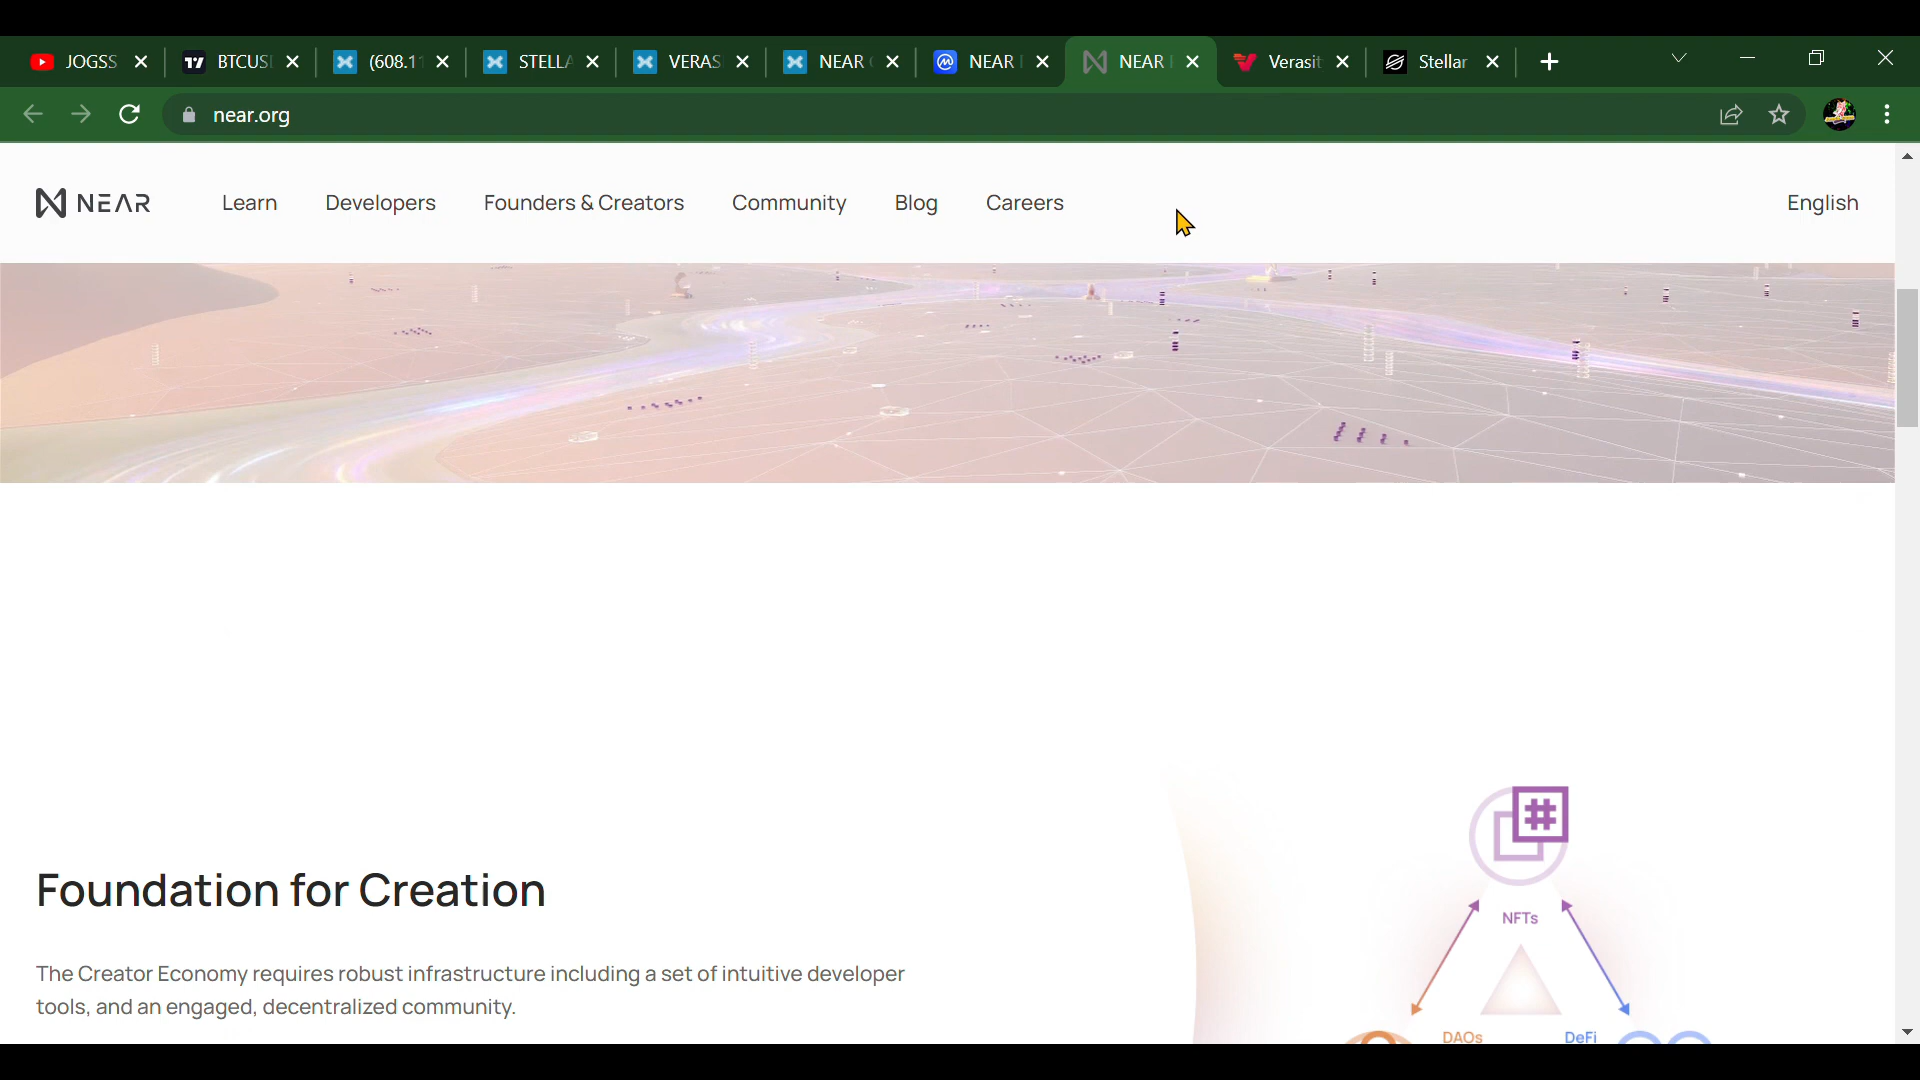 JOGSS
BTCUS
(608.11
STELLA
VERAS
NEAR
NEAR
NEAR
Verasit
Stellar
near.org
NEAR
Learn
Developers
Founders & Creators
Community
Blog
Careers
English
Foundation for Creation
The Creator Economy requires robust infrastructure including a set of intuitive developer
tools, and an engaged, decentralized community.
NFTs
DAOs
DeFi